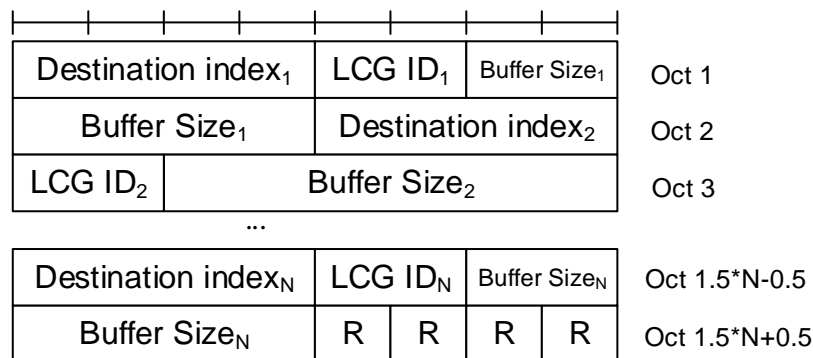 Destination index₁ LCG ID₁ Buffer Size₁ Oct 1
Buffer Size₁ Destination index₂ Oct 2
LCG ID₂ Buffer Size₂ Oct 3
...
Destination indexN LCG IDN Buffer SizeN Oct 1.5*N-0.5
Buffer SizeN R R R R Oct 1.5*N+0.5